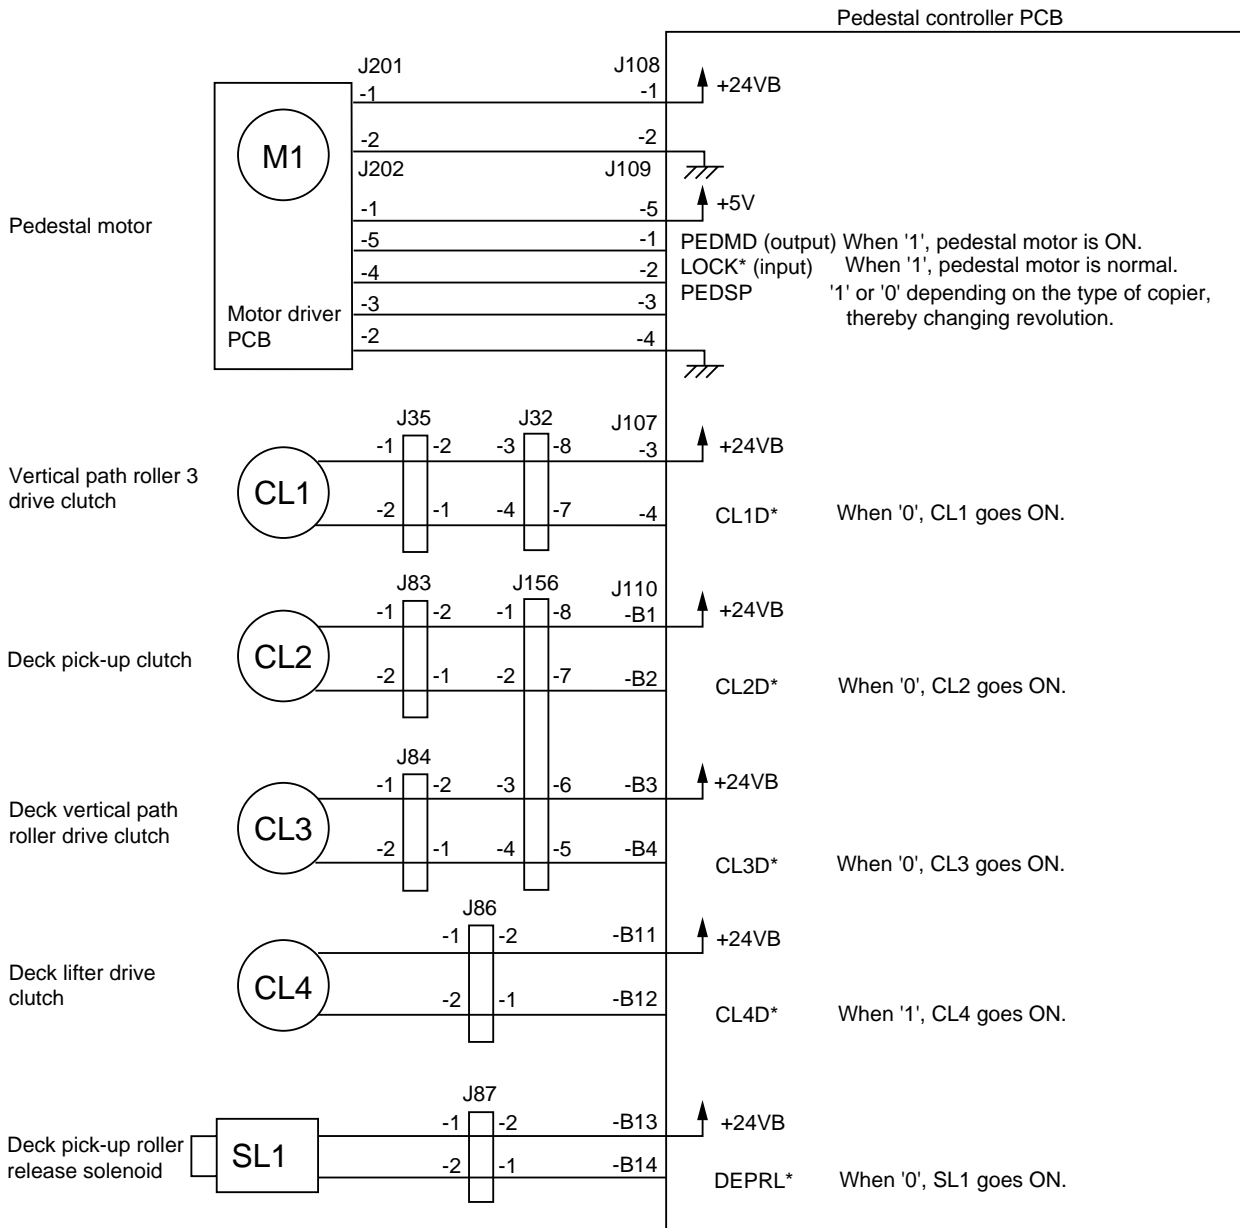 Pedestal controller PCB
J201 J108
-1 -1 +24VB
M1
-2 -2
J202 J109
-1 -5 +5V
Pedestal motor
-5 -1 PEDMD (output) When '1', pedestal motor is ON.
-4 -2 LOCK* (input) When '1', pedestal motor is normal.
-3 -3 PEDSP '1' or '0' depending on the type of copier,
thereby changing revolution.
Motor driver
PCB
-2 -4
J35 J32 J107
-1 -2 -3 -8 -3 +24VB
Vertical path roller 3
drive clutch
CL1
-2 -1 -4 -7 -4 CL1D* When '0', CL1 goes ON.
J83 J156 J110
-1 -2 -1 -8 -B1 +24VB
Deck pick-up clutch CL2
-2 -1 -2 -7 -B2 CL2D* When '0', CL2 goes ON.
J84
-1 -2 -3 -6 -B3 +24VB
Deck vertical path
roller drive clutch
CL3
-2 -1 -4 -5 -B4 CL3D* When '0', CL3 goes ON.
J86
-1 -2 -B11 +24VB
Deck lifter drive
clutch
CL4
-2 -1 -B12 CL4D* When '1', CL4 goes ON.
J87
-1 -2 -B13 +24VB
Deck pick-up roller
release solenoid
SL1
-2 -1 -B14 DEPRL* When '0', SL1 goes ON.